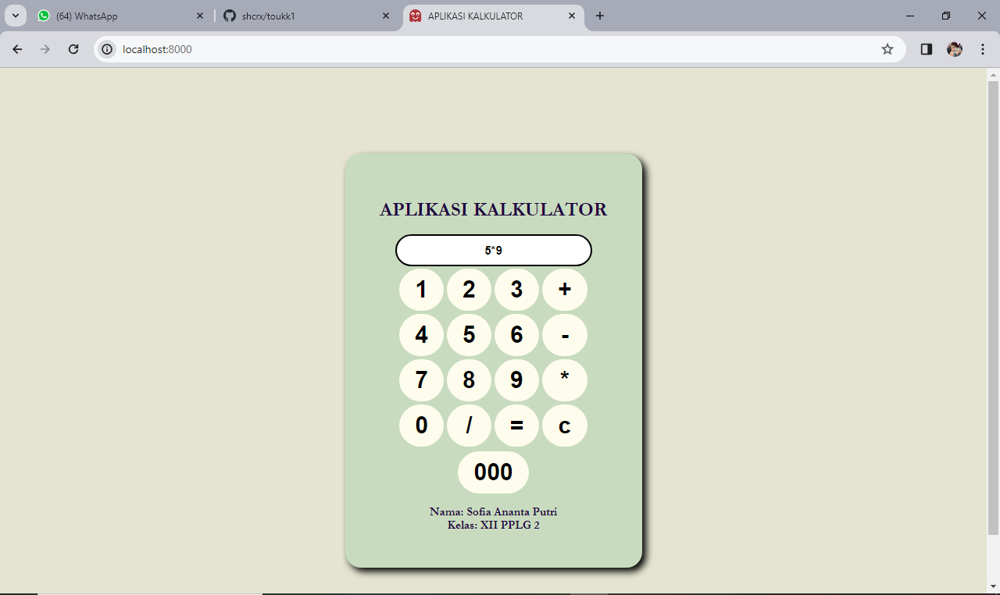 (64) WhatsApp
shcrx/toukk1
APLIKASI KALKULATOR
localhost:8000
APLIKASI KALKULATOR
5*9
1 2 3 +
4 5 6 -
7 8 9 *
0 / = c
000
Nama: Sofia Ananta Putri
Kelas: XII PPLG 2